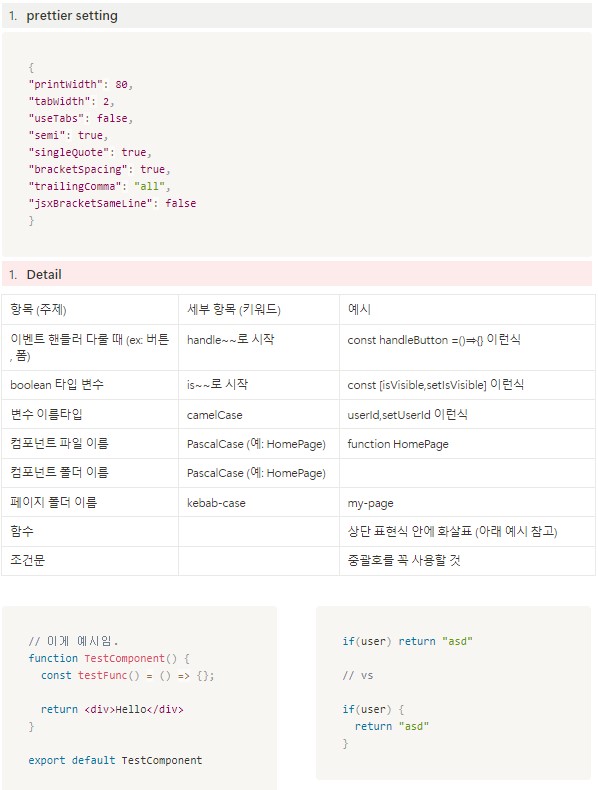 1. prettier setting
{
"printWidth": 80,
"tabWidth": 2,
"useTabs": false,
"semi": true,
"singleQuote": true,
"bracketSpacing": true,
"trailingComma": "all",
"jsxBracketSameLine": false
}
1. Detail
항목 (주제) 세부 항목 (키워드) 예시
이벤트 핸들러 다룰 때 (ex: 버튼 handle~~로 시작 const handleButton =()⇒{} 이런식
, 폼)
boolean 타입 변수 is~~로 시작 const [isVisible,setIsVisible] 이런식
변수 이름타입 camelCase userId,setUserId 이런식
컴포넌트 파일 이름 PascalCase (예: HomePage) function HomePage
컴포넌트 폴더 이름 PascalCase (예: HomePage)
페이지 폴더 이름 kebab-case my-page
함수 상단 표현식 안에 화살표 (아래 예시 참고)
조건문 중괄호를 꼭 사용할 것
// 이게 예시임.
function TestComponent() {
const testFunc() = () => {};
return <div>Hello</div>
}
export default TestComponent
if(user) return "asd"
// vs
if(user) {
return "asd"
}